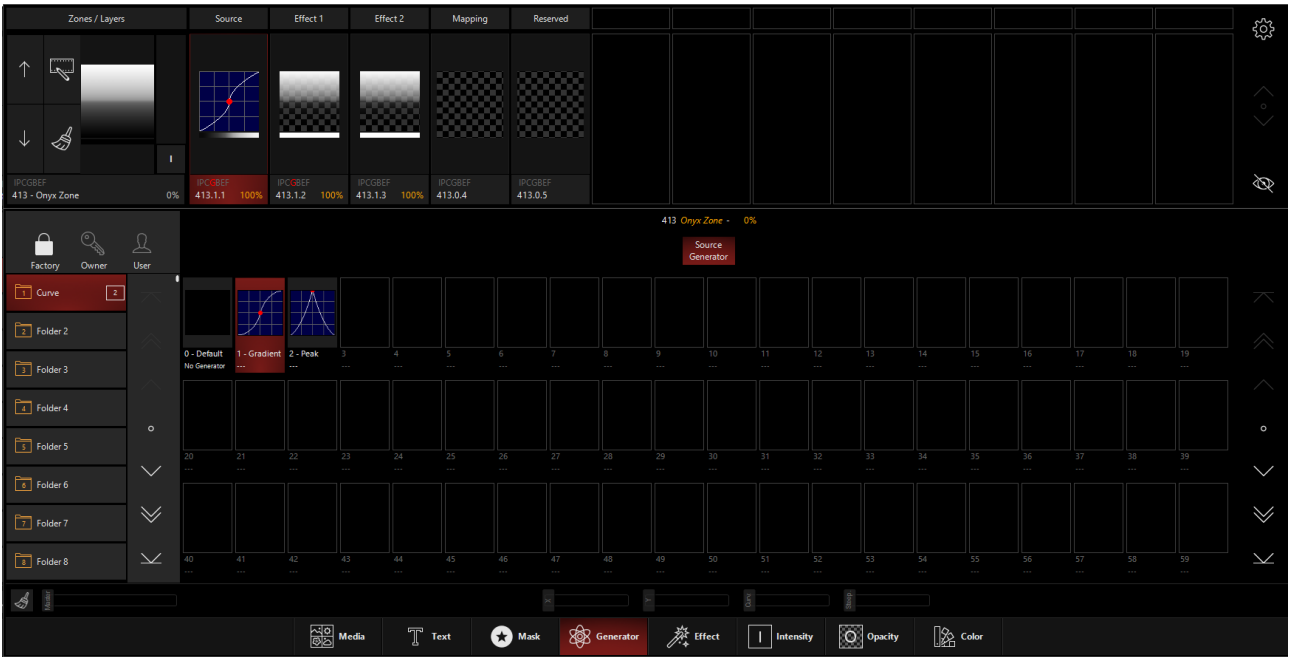 Zones / Layers Source Effect 1 Effect 2 Mapping Reserved
I
IPCGBEF IPCGBEF IPCGBEF IPCGBEF IPCGBEF IPCGBEF
413 - Onyx Zone 0% 413.1.1 100% 413.1.2 100% 413.1.3 100% 413.0.4 413.0.5
413 Onyx Zone - 0%
Source
Generator
Factory Owner User
1 Curve 2
2 Folder 2
3 Folder 3
4 Folder 4
5 Folder 5
6 Folder 6
7 Folder 7
8 Folder 8
0 - Default 1 - Gradient 2 - Peak 3 4 5 6 7 8 9 10 11 12 13 14 15 16 17 18 19
No Generator --- --- --- --- --- --- --- --- --- --- --- --- --- --- --- --- --- --- ---
20 21 22 23 24 25 26 27 28 29 30 31 32 33 34 35 36 37 38 39
--- --- --- --- --- --- --- --- --- --- --- --- --- --- --- --- --- --- --- ---
40 41 42 43 44 45 46 47 48 49 50 51 52 53 54 55 56 57 58 59
--- --- --- --- --- --- --- --- --- --- --- --- --- --- --- --- --- --- --- ---
Master X Y Curv Steep
Media T Text Mask Generator Effect I Intensity O Opacity Color